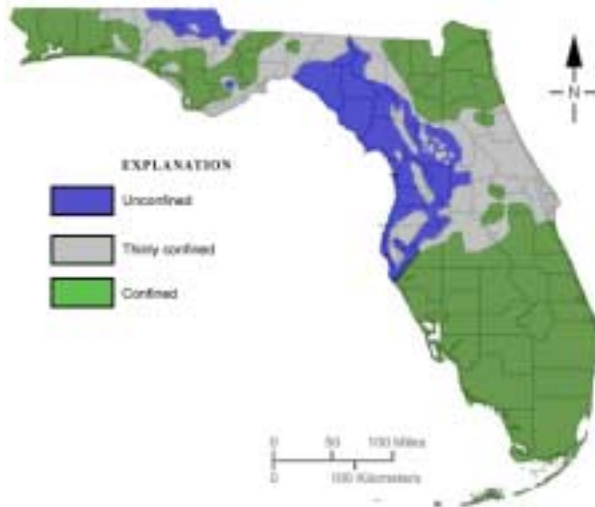 N
EXPLANATION
Unconfined
Thinly confined
Confined
0 50 100 Miles
0 100 Kilometers